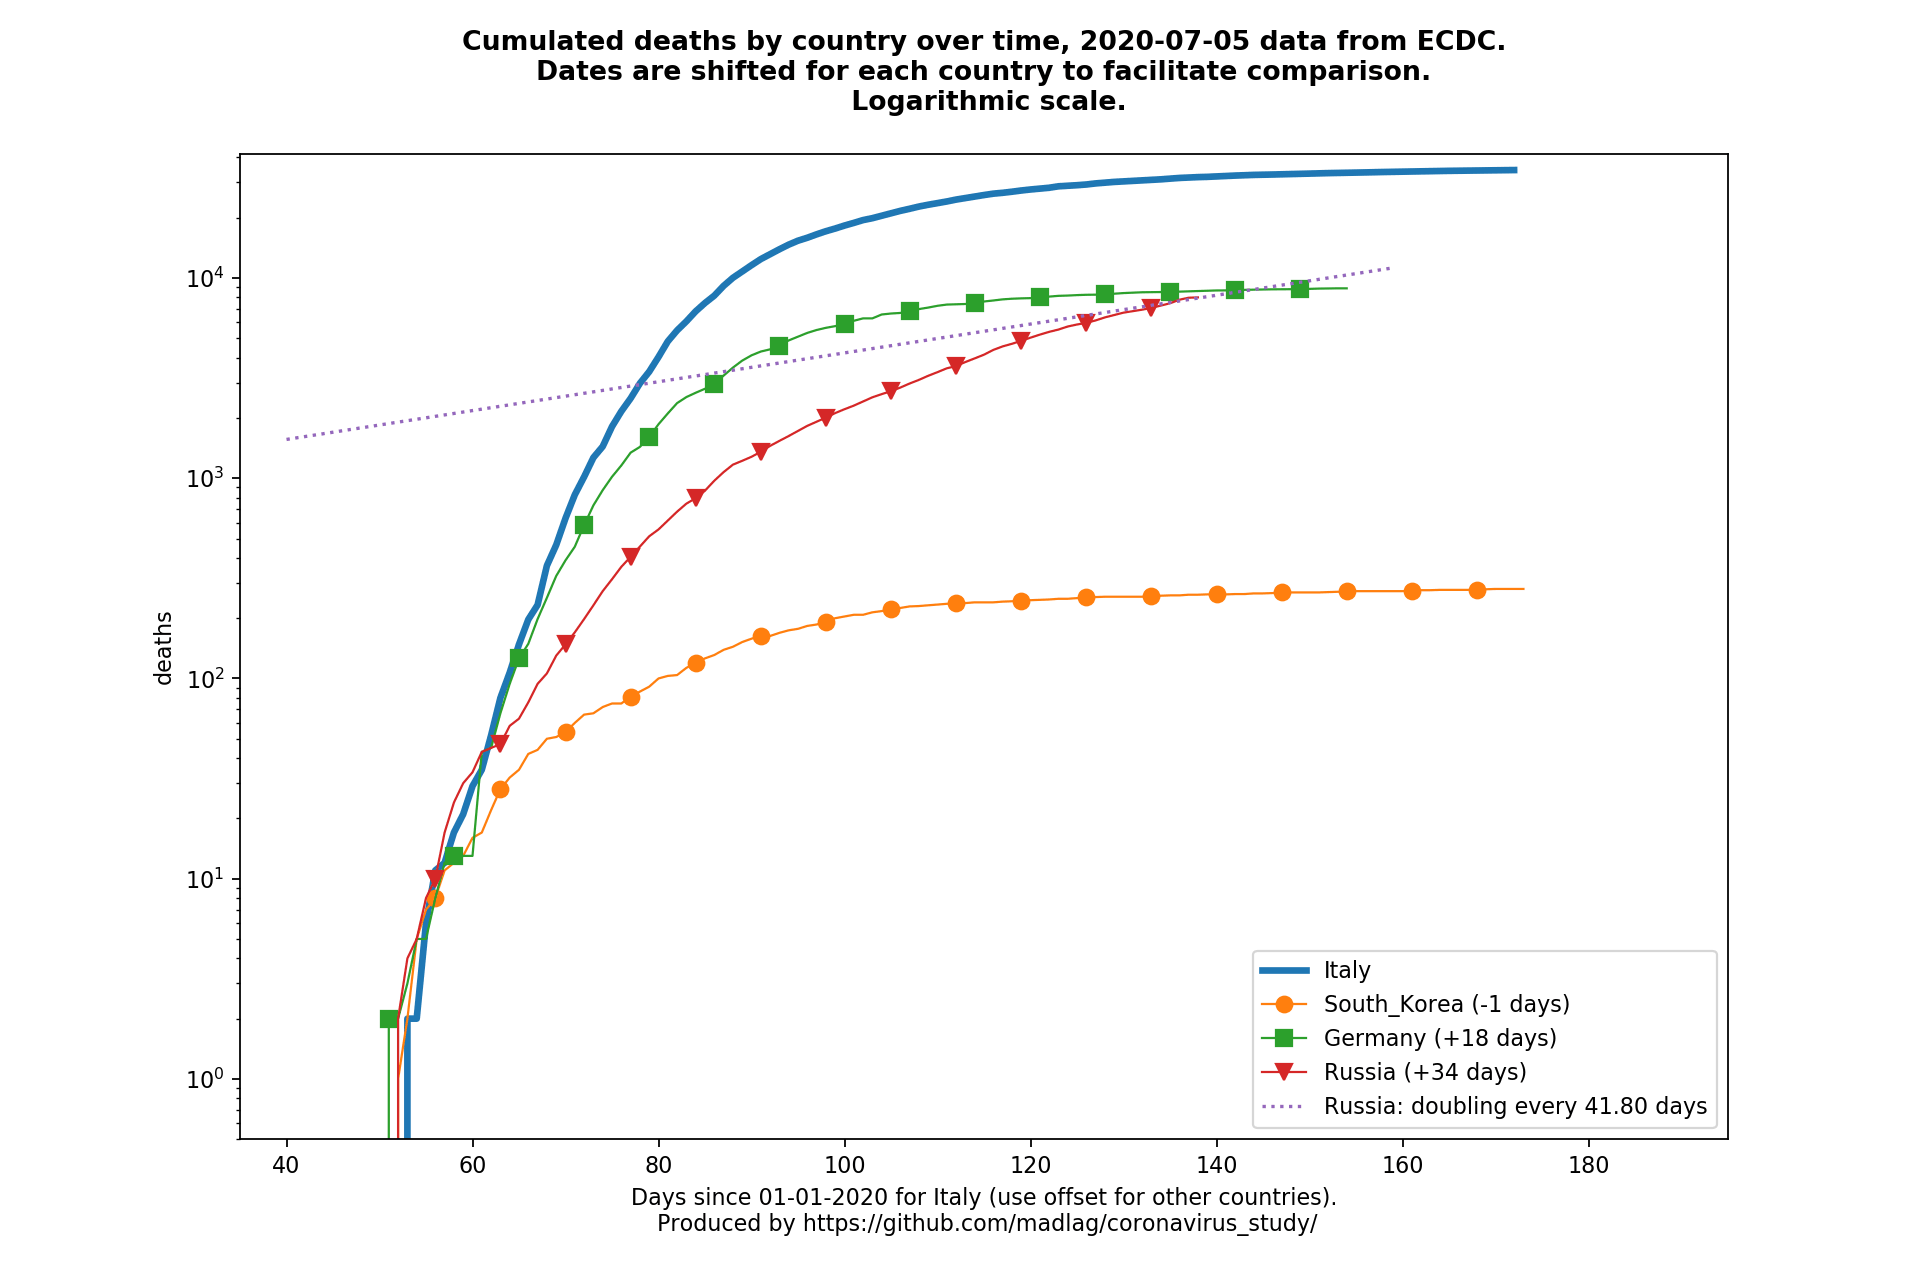 Cumulated deaths by country over time, 2020-07-05 data from ECDC.
Dates are shifted for each country to facilitate comparison.
Logarithmic scale.
deaths
10^4
10^3
10^2
10^1
10^0
40 60 80 100 120 140 160 180
Days since 01-01-2020 for Italy (use offset for other countries).
Produced by https://github.com/madlag/coronavirus_study/
Italy
South_Korea (-1 days)
Germany (+18 days)
Russia (+34 days)
Russia: doubling every 41.80 days